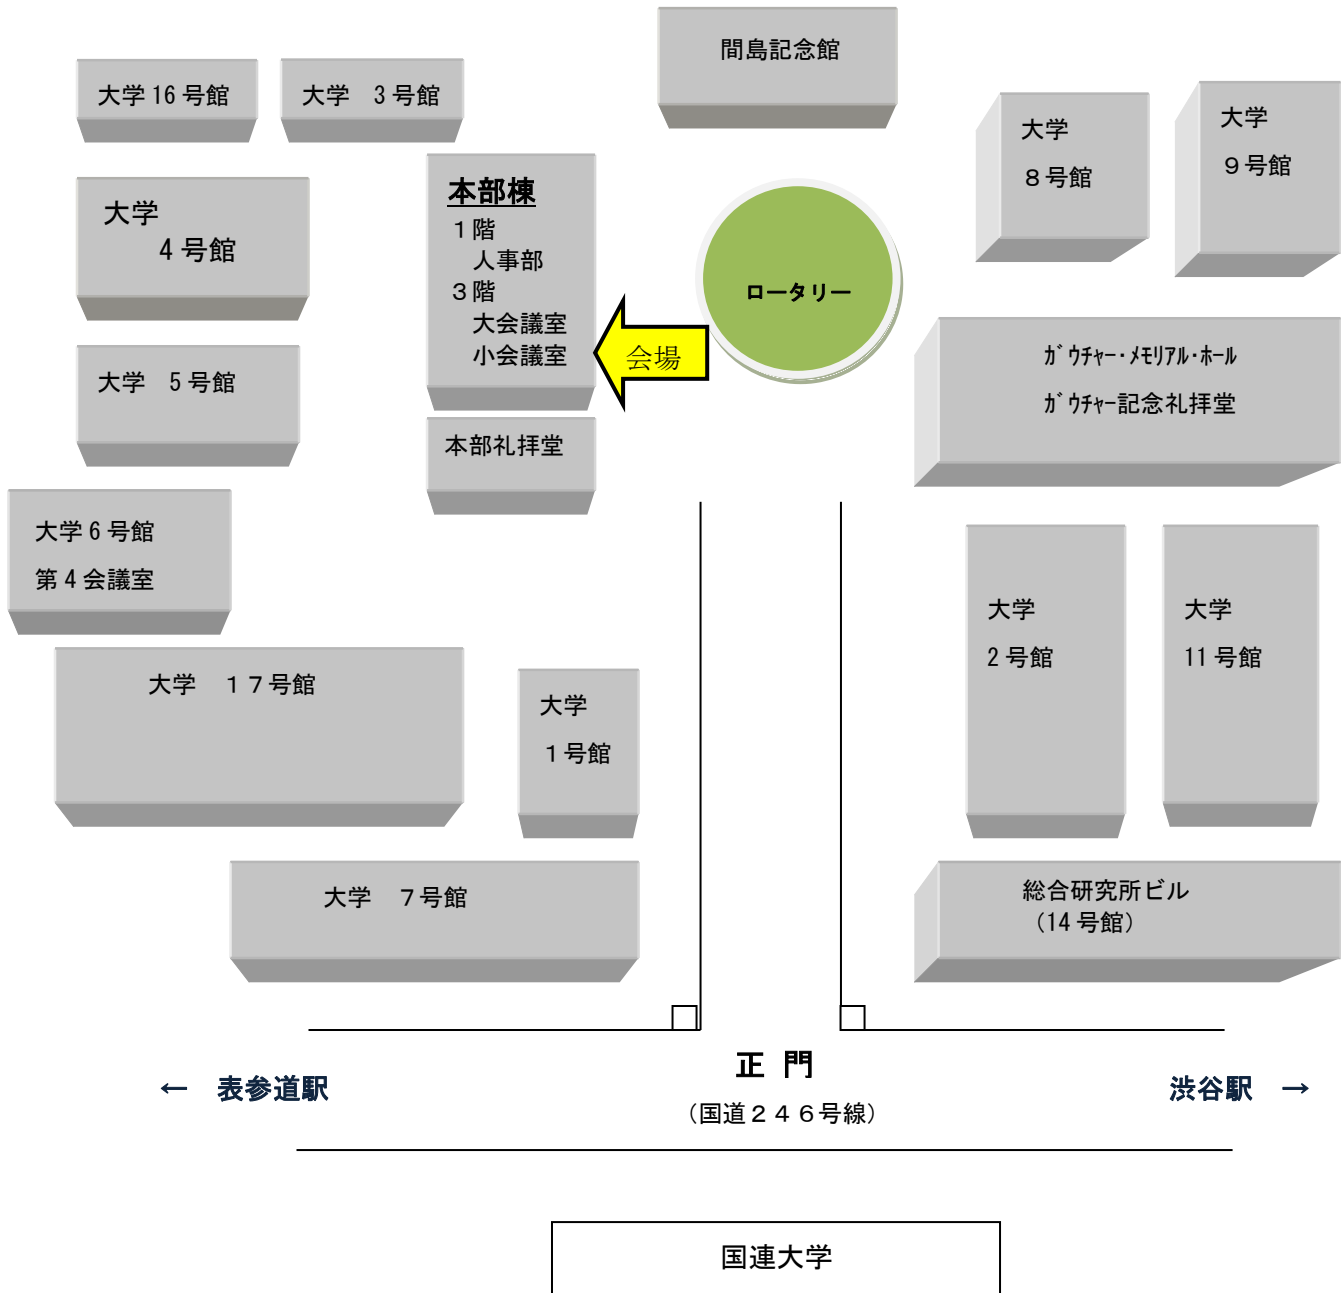 間島記念館
大学 16 号館
大学　3 号館
大学
8 号館
大学
9 号館
本部棟
1 階
人事部
3 階
大会議室
小会議室
会場
ロータリー
大学
4 号館
大学　5 号館
本部礼拝堂
ｶﾞｳﾁｬｰ・ﾒﾓﾘｱﾙ・ﾎｰﾙ
ｶﾞｳﾁｬｰ記念礼拝堂
大学 6 号館
第 4 会議室
大学　１７号館
大学
１号館
大学
2 号館
大学
11 号館
大学　７号館
総合研究所ビル
（14 号館）
正 門
← 表参道駅
渋谷駅 →
（国道２４６号線）
国連大学